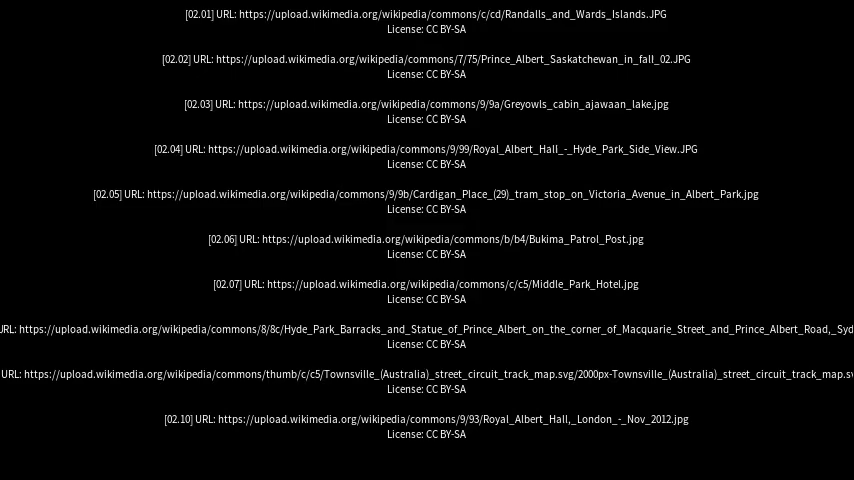 [02.01] URL: https://upload.wikimedia.org/wikipedia/commons/c/cd/Randalls_and_Wards_Islands.JPG
License: CC BY-SA
[02.02] URL: https://upload.wikimedia.org/wikipedia/commons/7/75/Prince_Albert_Saskatchewan_in_fall_02.JPG
License: CC BY-SA
[02.03] URL: https://upload.wikimedia.org/wikipedia/commons/9/9a/Greyowls_cabin_ajawaan_lake.jpg
License: CC BY-SA
[02.04] URL: https://upload.wikimedia.org/wikipedia/commons/9/99/Royal_Albert_Hall_-_Hyde_Park_Side_View.JPG
License: CC BY-SA
[02.05] URL: https://upload.wikimedia.org/wikipedia/commons/9/9b/Cardigan_Place_(29)_tram_stop_on_Victoria_Avenue_in_Albert_Park.jpg
License: CC BY-SA
[02.06] URL: https://upload.wikimedia.org/wikipedia/commons/b/b4/Bukima_Patrol_Post.jpg
License: CC BY-SA
[02.07] URL: https://upload.wikimedia.org/wikipedia/commons/c/c5/Middle_Park_Hotel.jpg
License: CC BY-SA
URL: https://upload.wikimedia.org/wikipedia/commons/8/8c/Hyde_Park_Barracks_and_Statue_of_Prince_Albert_on_the_corner_of_Macquarie_Street_and_Prince_Albert_Road,_Syd
License: CC BY-SA
URL: https://upload.wikimedia.org/wikipedia/commons/thumb/c/c5/Townsville_(Australia)_street_circuit_track_map.svg/2000px-Townsville_(Australia)_street_circuit_track_map.sv
License: CC BY-SA
[02.10] URL: https://upload.wikimedia.org/wikipedia/commons/9/93/Royal_Albert_Hall,_London_-_Nov_2012.jpg
License: CC BY-SA